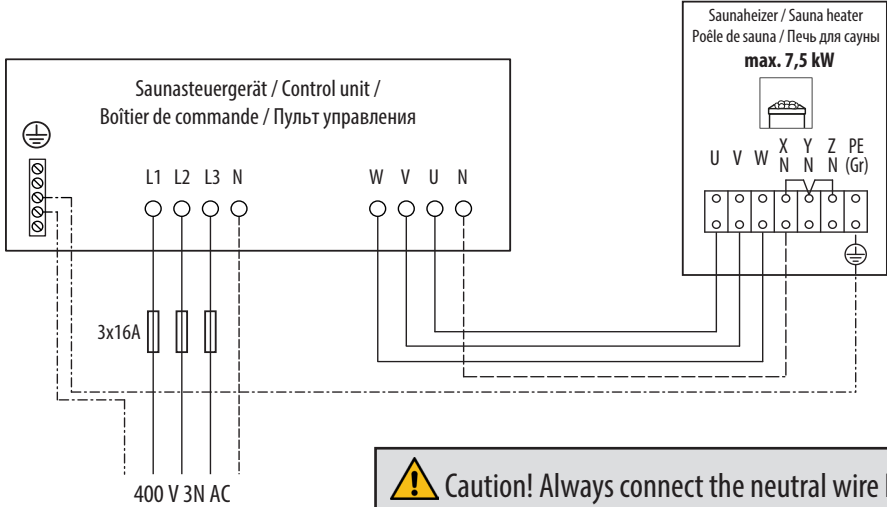 Saunaheizer / Sauna heater
Poêle de sauna / Печь для сауны
max. 7,5 kW
Saunasteuergerät / Control unit /
Boîtier de commande / Пульт управления
U V W X Y Z PE
N N N (Gr)
L1 L2 L3 N
W V U N
3x16A
400 V 3N AC
Caution! Always connect the neutral wire